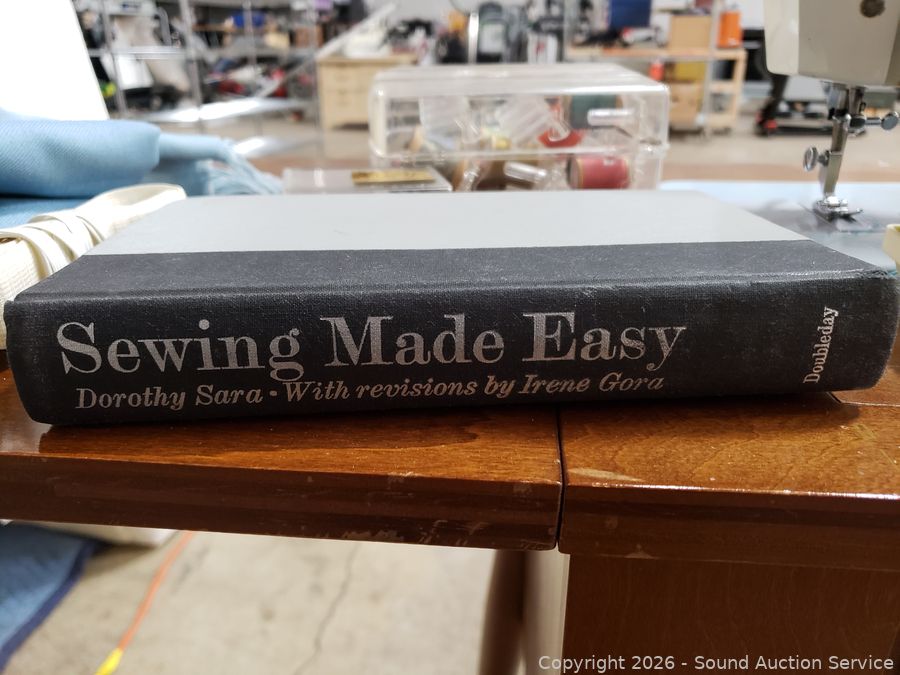 Sewing Made Easy
Dorothy Sara • With revisions by Irene Gora
Doubleday
Copyright © 2026 - Sound Auction Service